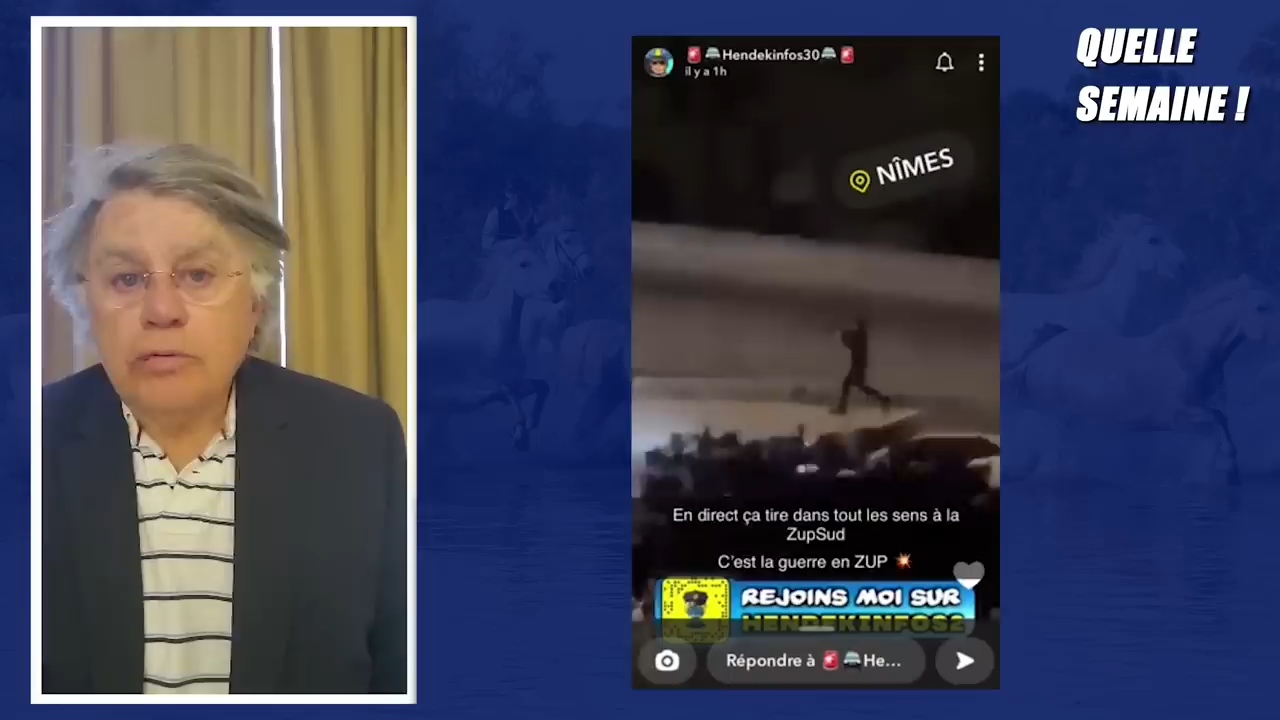 QUELLE
SEMAINE !
🚨🚔Hendekinfos30🚔🚨
il y a 1h
NÎMES
En direct ça tire dans tout les sens à la
ZupSud
C'est la guerre en ZUP 💥
REJOINS MOI SUR
HENDEKINFOS2
Répondre à 🚨🚔He...